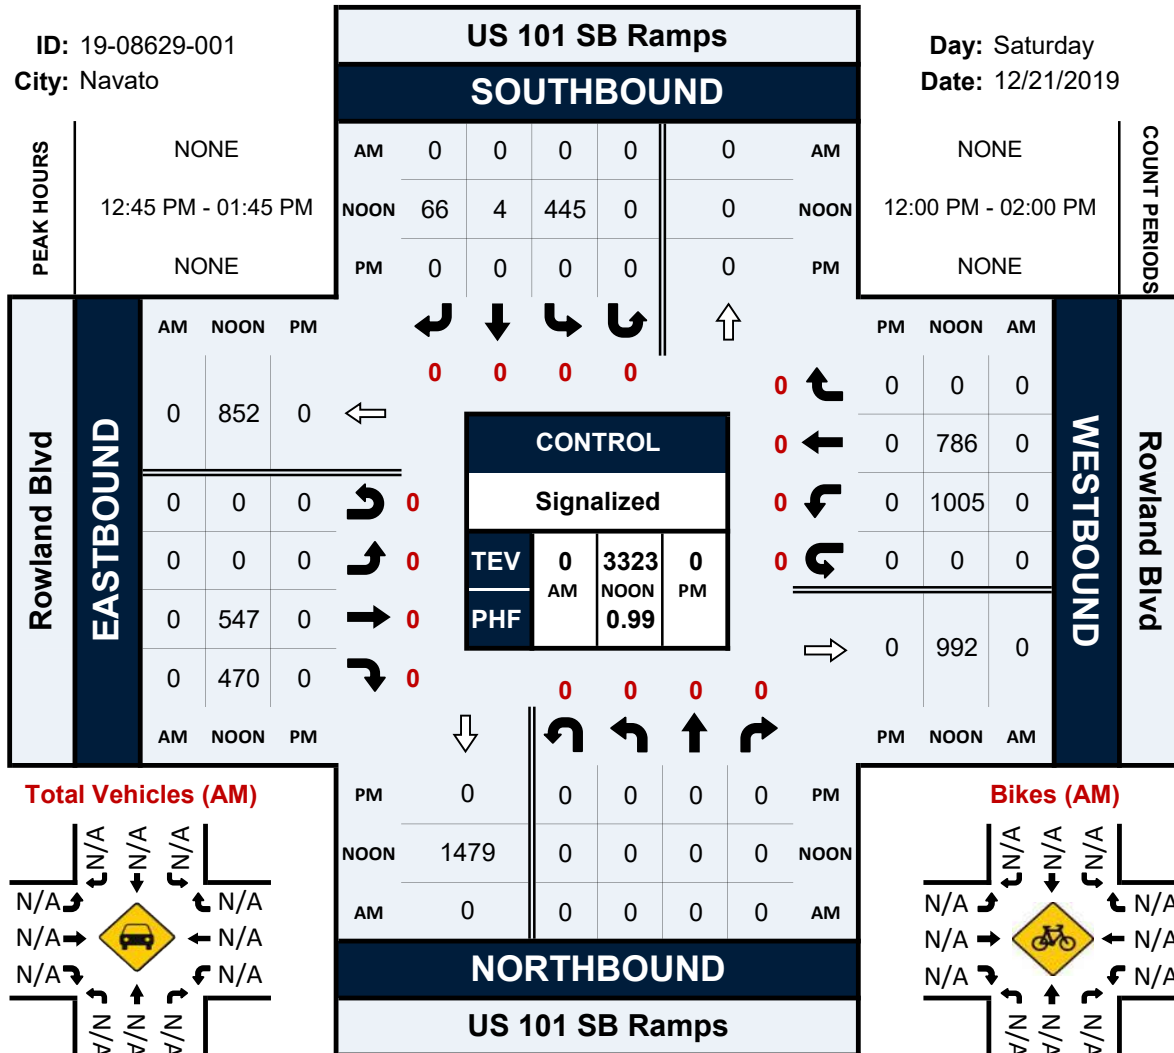 ID: 19-08629-001
City: Navato
US 101 SB Ramps
SOUTHBOUND
Day: Saturday
Date: 12/21/2019
PEAK HOURS
NONE
12:45 PM - 01:45 PM
NONE
AM 0 0 0 0 0 AM
NOON 66 4 445 0 0 NOON
PM 0 0 0 0 0 PM
NONE
12:00 PM - 02:00 PM
NONE
COUNT PERIODS
0 0 0 0
Rowland Blvd
EASTBOUND
AM NOON PM
0 852 0
0 0 0 0
0 0 0 0
0 547 0 0
0 470 0 0
AM NOON PM
CONTROL
Signalized
TEV 0 3323 0
AM NOON PM
PHF 0.99
PM NOON AM
0 0 0 0
0 0 786 0
0 0 1005 0
0 0 0 0
0 992 0
PM NOON AM
WESTBOUND
Rowland Blvd
0 0 0 0
PM 0 0 0 0 0 PM
NOON 1479 0 0 0 0 NOON
AM 0 0 0 0 0 AM
NORTHBOUND
US 101 SB Ramps
Total Vehicles (AM)
N/A N/A N/A
N/A N/A
N/A N/A
N/A N/A
N/A N/A N/A
Bikes (AM)
N/A N/A N/A
N/A N/A
N/A N/A
N/A N/A
N/A N/A N/A